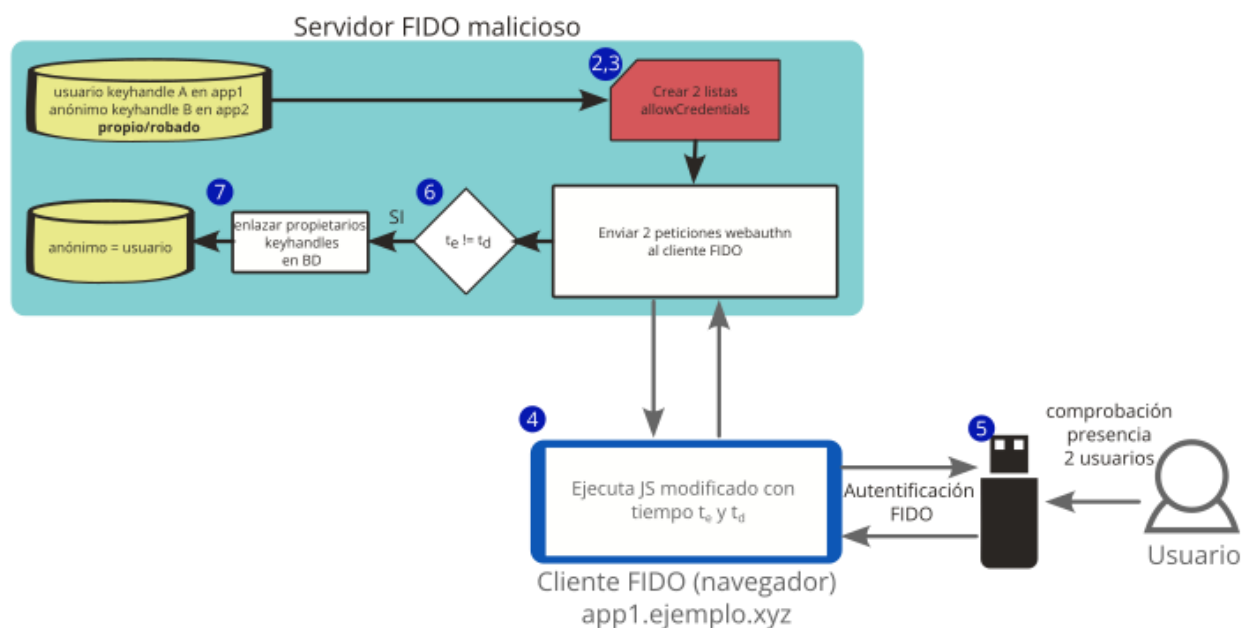 Servidor FIDO malicioso
usuario keyhandle A en app1
anónimo keyhandle B en app2
propio/robado
2,3
Crear 2 listas
allowCredentials
7
6
anónimo = usuario
enlazar propietarios
keyhandles
en BD
SI
te != td
Enviar 2 peticiones webauthn
al cliente FIDO
4
Ejecuta JS modificado con
tiempo te y td
Cliente FIDO (navegador)
app1.ejemplo.xyz
Autentificación
FIDO
5
comprobación
presencia
2 usuarios
Usuario